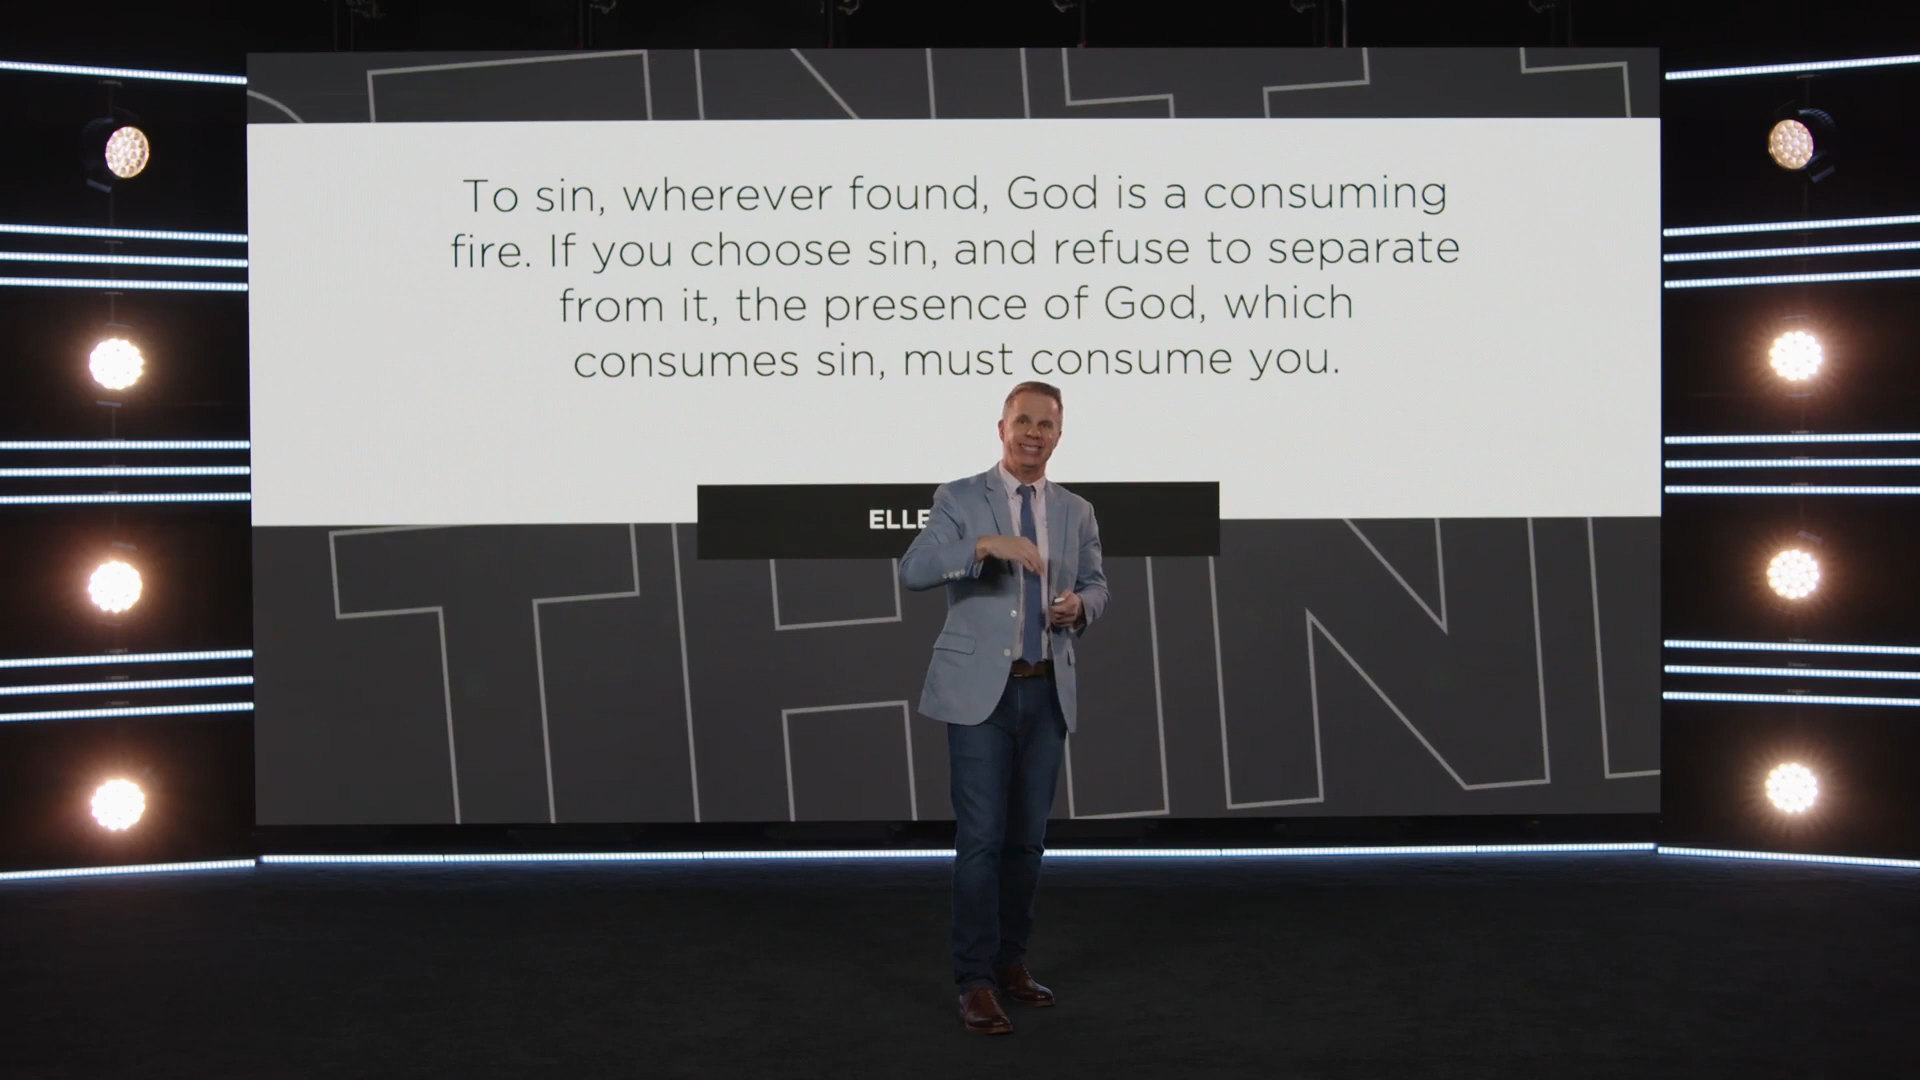 To sin, wherever found, God is a consuming
fire. If you choose sin, and refuse to separate
from it, the presence of God, which
consumes sin, must consume you.
ELLE
THIN